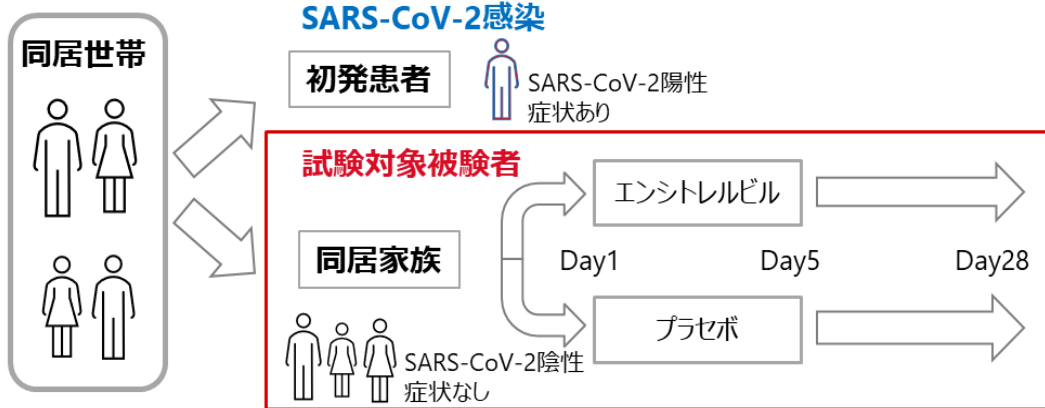 SARS-CoV-2感染
同居世帯
初発患者
SARS-CoV-2陽性
症状あり
試験対象被験者
エンシトレルビル
同居家族
Day1
Day5
Day28
プラセボ
SARS-CoV-2陰性
症状なし